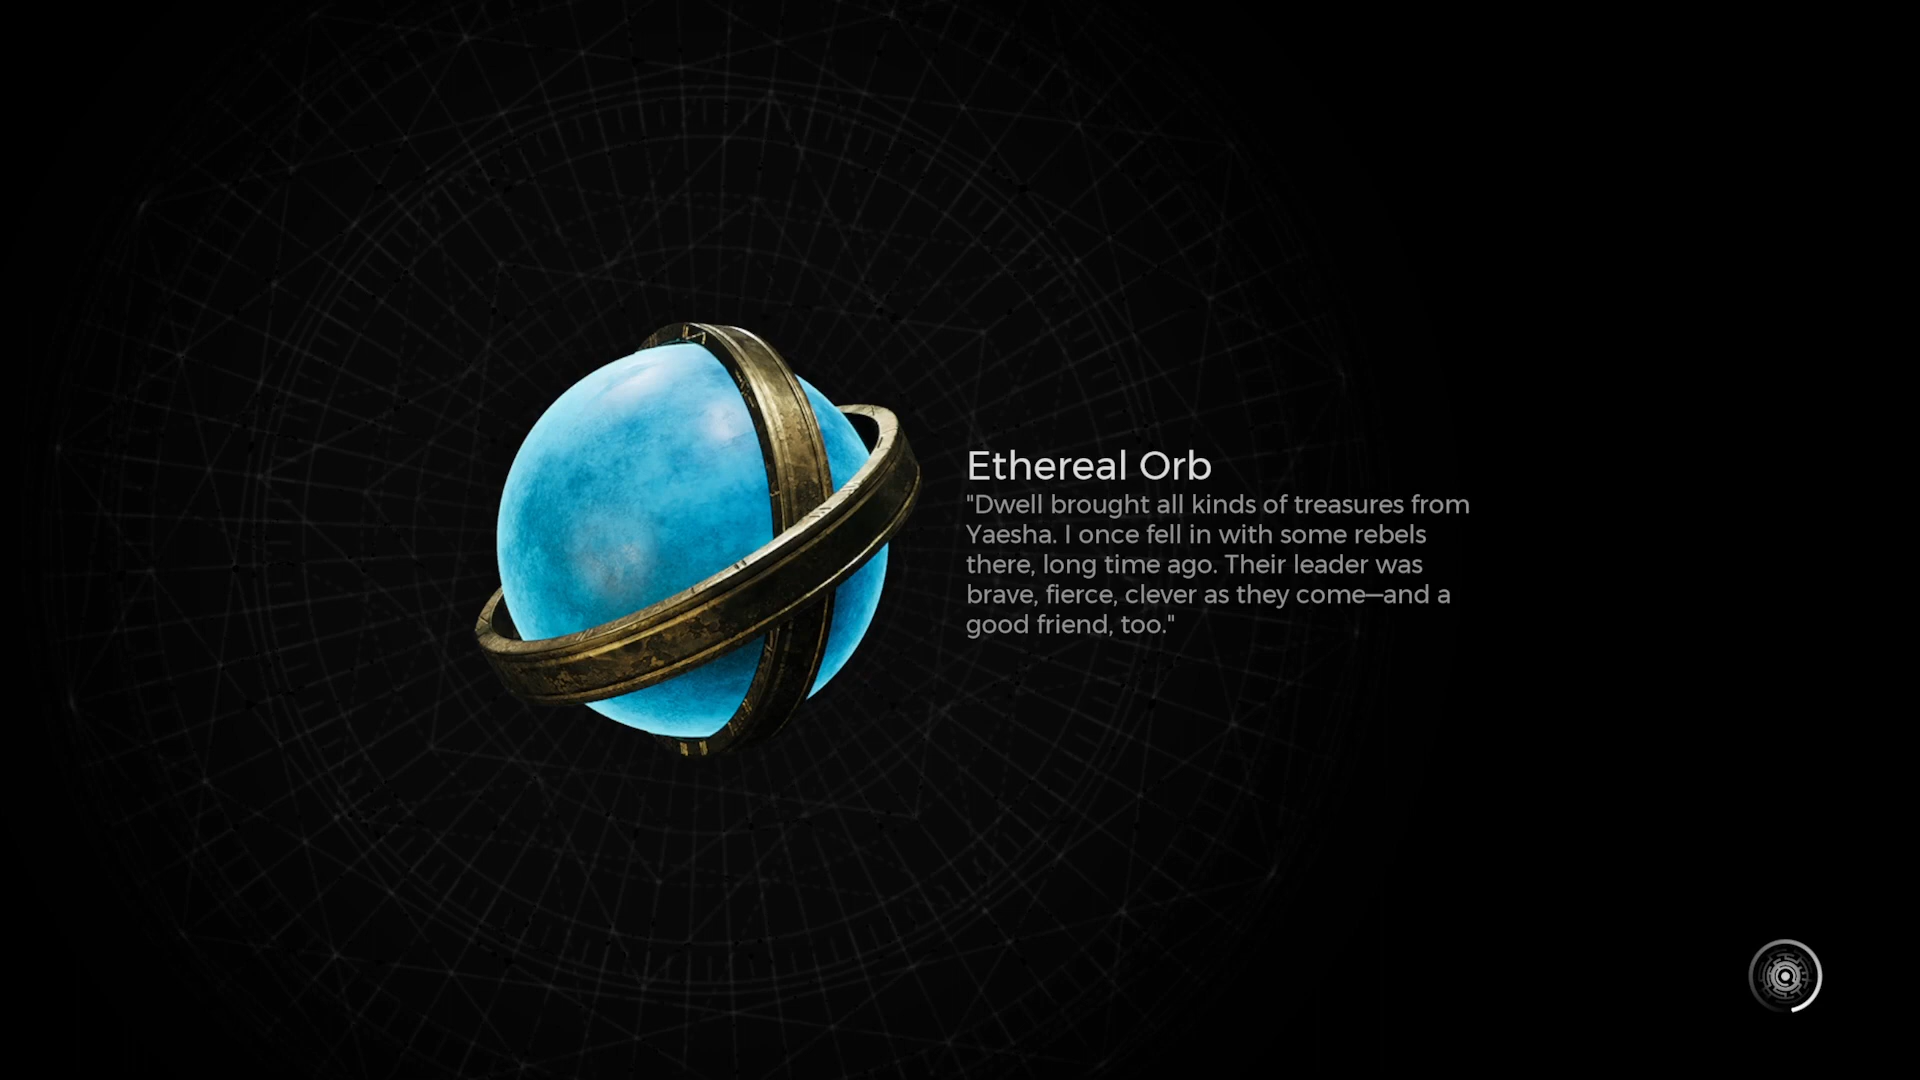 Ethereal Orb
"Dwell brought all kinds of treasures from
Yaesha. I once fell in with some rebels
there, long time ago. Their leader was
brave, fierce, clever as they come—and a
good friend, too."